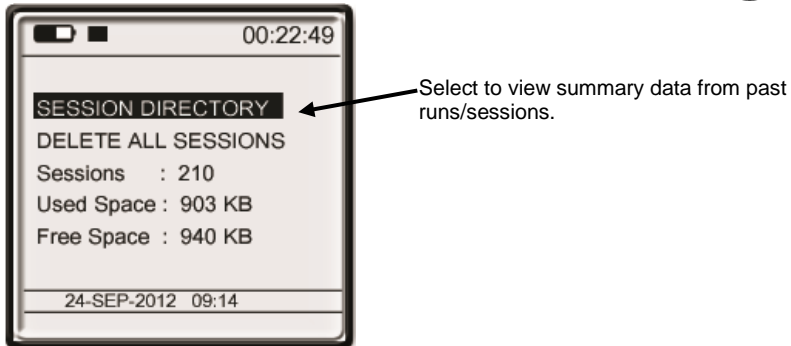 00:22:49
SESSION DIRECTORY
DELETE ALL SESSIONS
Sessions : 210
Used Space : 903 KB
Free Space : 940 KB
24-SEP-2012 09:14
Select to view summary data from past
runs/sessions.